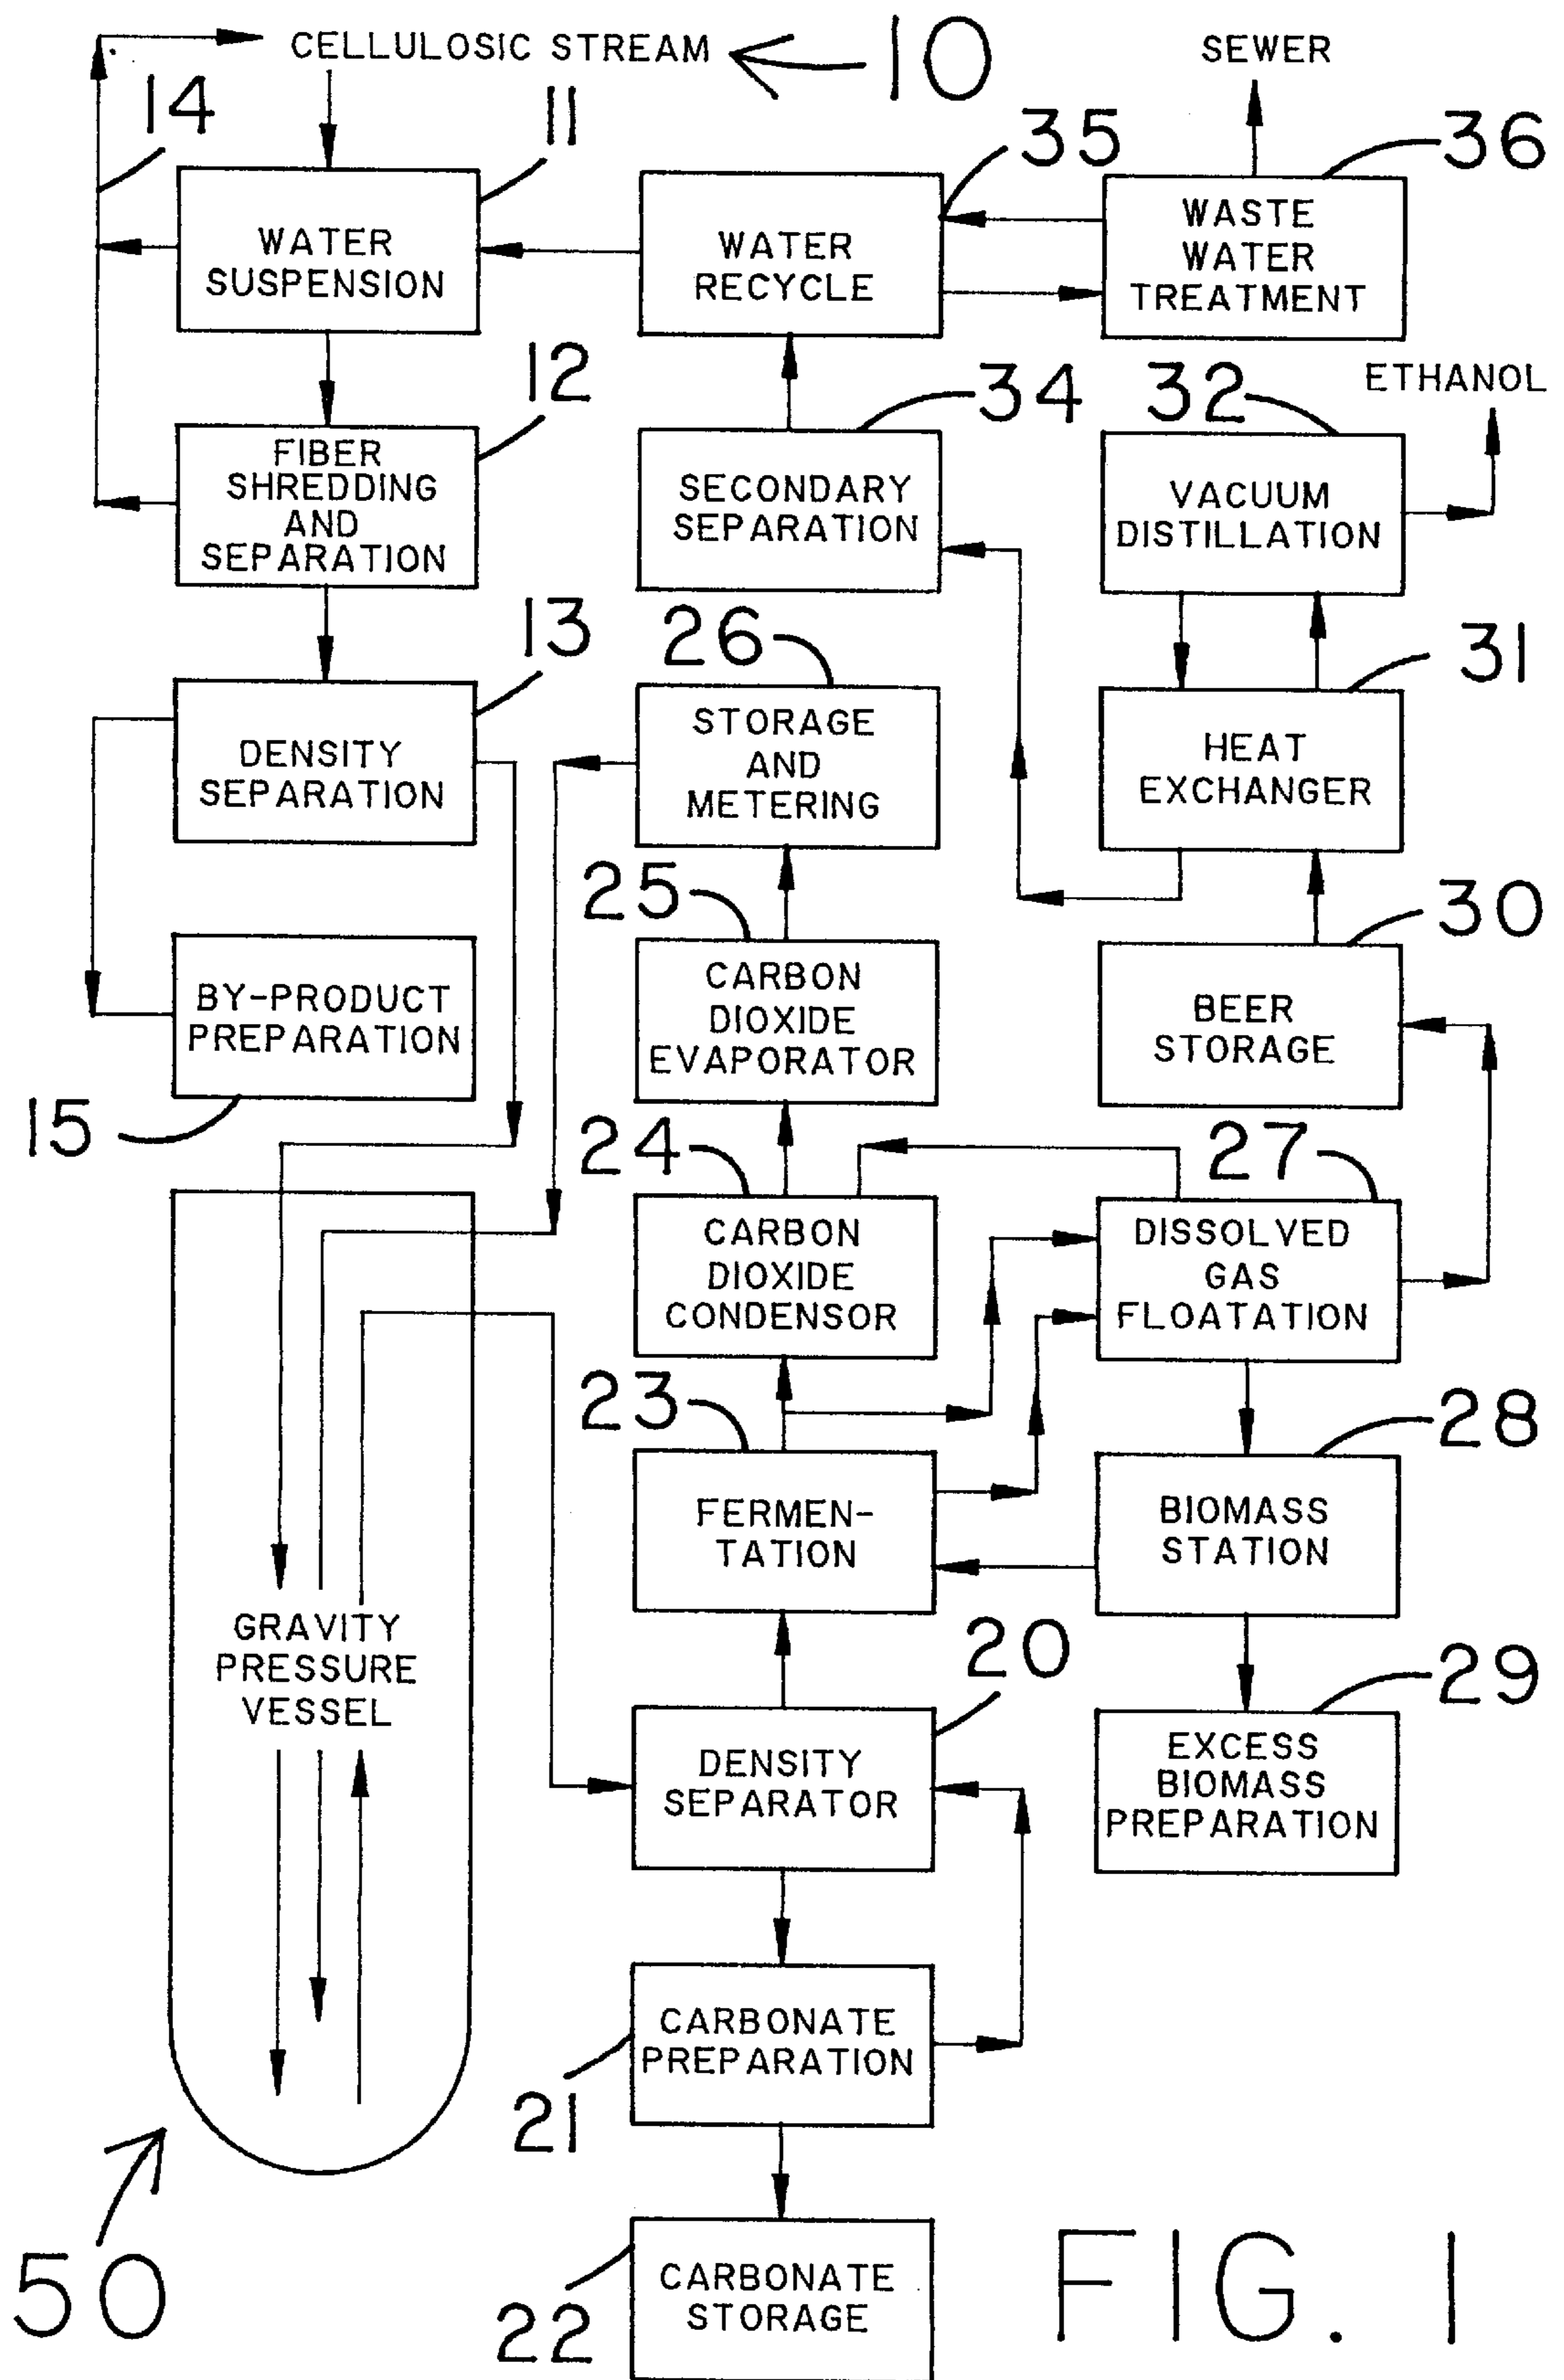 CELLULOSIC STREAM
10
SEWER
14
11
35
36
WATER
SUSPENSION
WATER
RECYCLE
WASTE
WATER
TREATMENT
12
34
32
ETHANOL
FIBER
SHREDDING
AND
SEPARATION
SECONDARY
SEPARATION
VACUUM
DISTILLATION
13
26
31
DENSITY
SEPARATION
STORAGE
AND
METERING
HEAT
EXCHANGER
25
30
BY-PRODUCT
PREPARATION
CARBON
DIOXIDE
EVAPORATOR
BEER
STORAGE
15
24
27
CARBON
DIOXIDE
CONDENSOR
DISSOLVED
GAS
FLOATATION
23
28
FERMEN-
TATION
BIOMASS
STATION
GRAVITY
PRESSURE
VESSEL
20
29
DENSITY
SEPARATOR
EXCESS
BIOMASS
PREPARATION
CARBONATE
PREPARATION
21
50
CARBONATE
STORAGE
22
FIG. 1